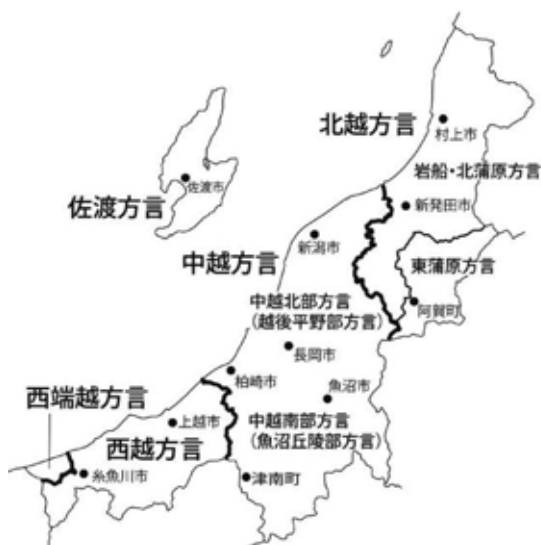 北越方言
村上市
岩船・北蒲原方言
佐渡市
新発田市
佐渡方言
新潟市
中越方言
東蒲原方言
中越北部方言
(越後平野部方言)
阿賀町
長岡市
柏崎市
魚沼市
西端越方言
上越市
中越南部方言
(魚沼丘陵部方言)
西越方言
糸魚川市
津南町